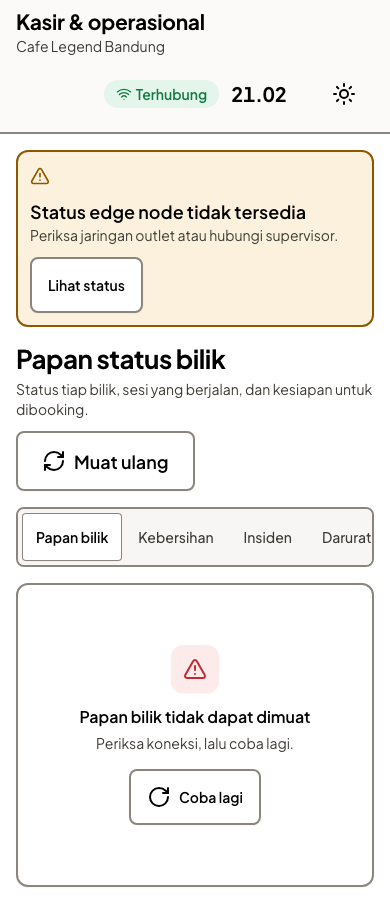 Kasir & operasional
Cafe Legend Bandung
Terhubung
21.02
Status edge node tidak tersedia
Periksa jaringan outlet atau hubungi supervisor.
Lihat status
Papan status bilik
Status tiap bilik, sesi yang berjalan, dan kesiapan untuk
dibooking.
Muat ulang
Papan bilik
Kebersihan
Insiden
Darurat
Papan bilik tidak dapat dimuat
Periksa koneksi, lalu coba lagi.
Coba lagi